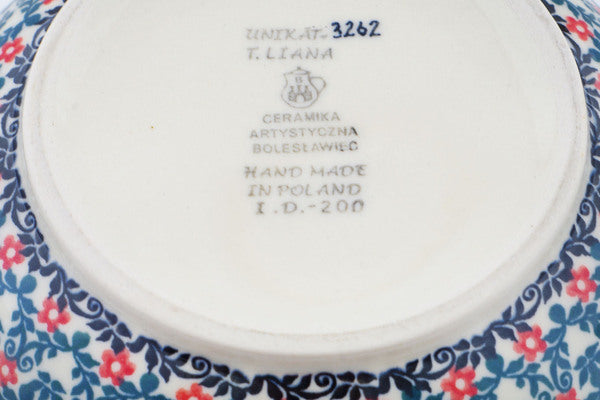 UNIKAT-3262
T. LIANA
B
CERAMIKA
ARTYSTYCZNA
BOLESŁAWIEC
HAND MADE
IN POLAND
I.D.-200